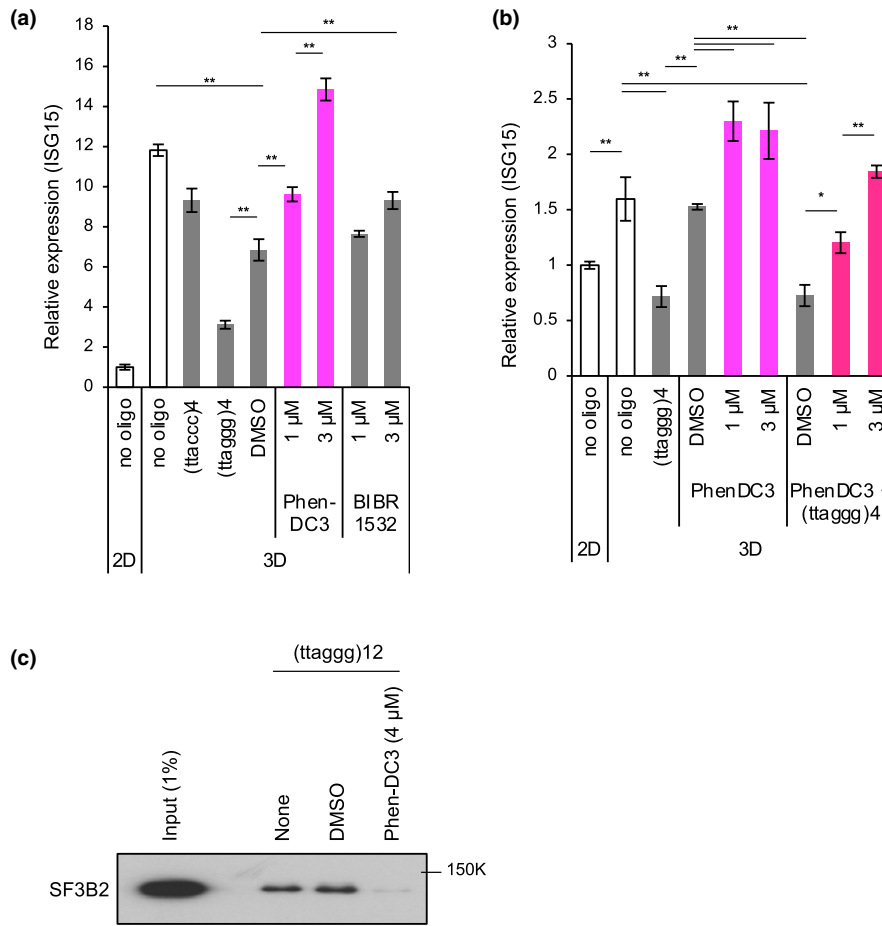 (a)
Relative expression (ISG15)
18
16
14
12
10
8
6
4
2
0
**
**
**
**
**
no oligo
no oligo
(ttaccc)4
(ttaggg)4
DMSO
1 µM
3 µM
1 µM
3 µM
Phen-
DC3
BIBR
1532
2D
3D
(b)
Relative expression (ISG15)
3
2.5
2
1.5
1
0.5
0
**
**
**
**
**
*
no oligo
no oligo
(ttaggg)4
DMSO
1 µM
3 µM
DMSO
1 µM
3 µM
PhenDC3
PhenDC3
(ttaggg)4
2D
3D
(c)
(ttaggg)12
Input (1%)
None
DMSO
Phen-DC3 (4 µM)
150K
SF3B2